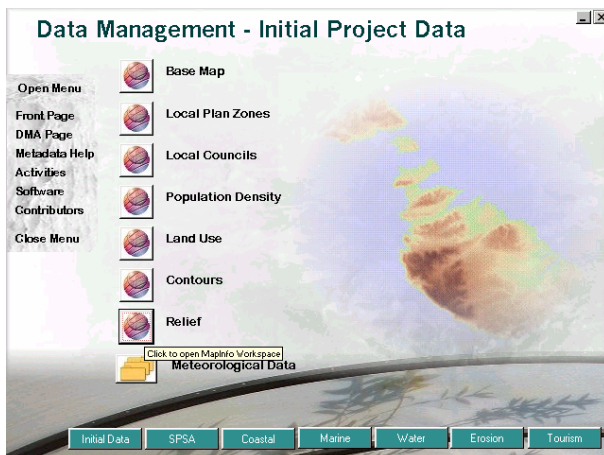 Data Management - Initial Project Data
Open Menu
Front Page
DMA Page
Metadata Help
Activities
Software
Contributors
Close Menu
Base Map
Local Plan Zones
Local Councils
Population Density
Land Use
Contours
Relief
Click to open MapInfo Workspace
Meteorological Data
Initial Data
SPSA
Coastal
Marine
Water
Erosion
Tourism